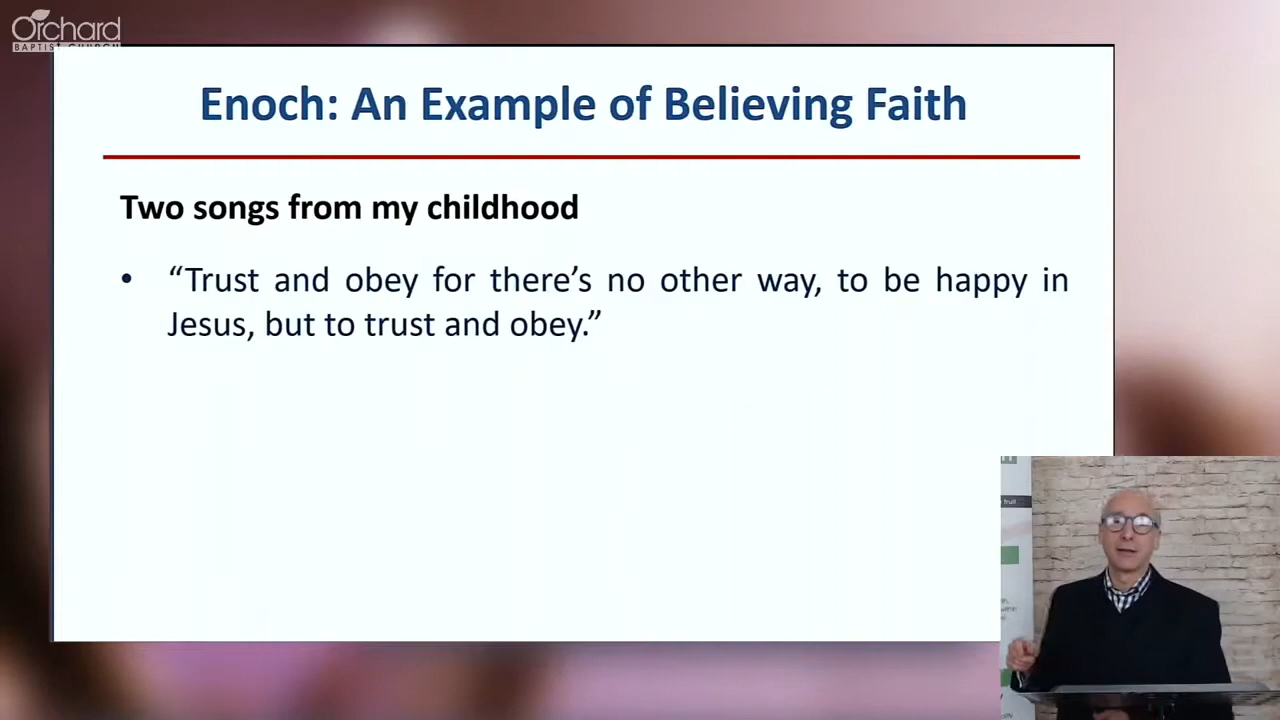 Orchard
BAPTIST CHURCH
Enoch: An Example of Believing Faith
Two songs from my childhood
• “Trust and obey for there’s no other way, to be happy in
Jesus, but to trust and obey.”
fruit